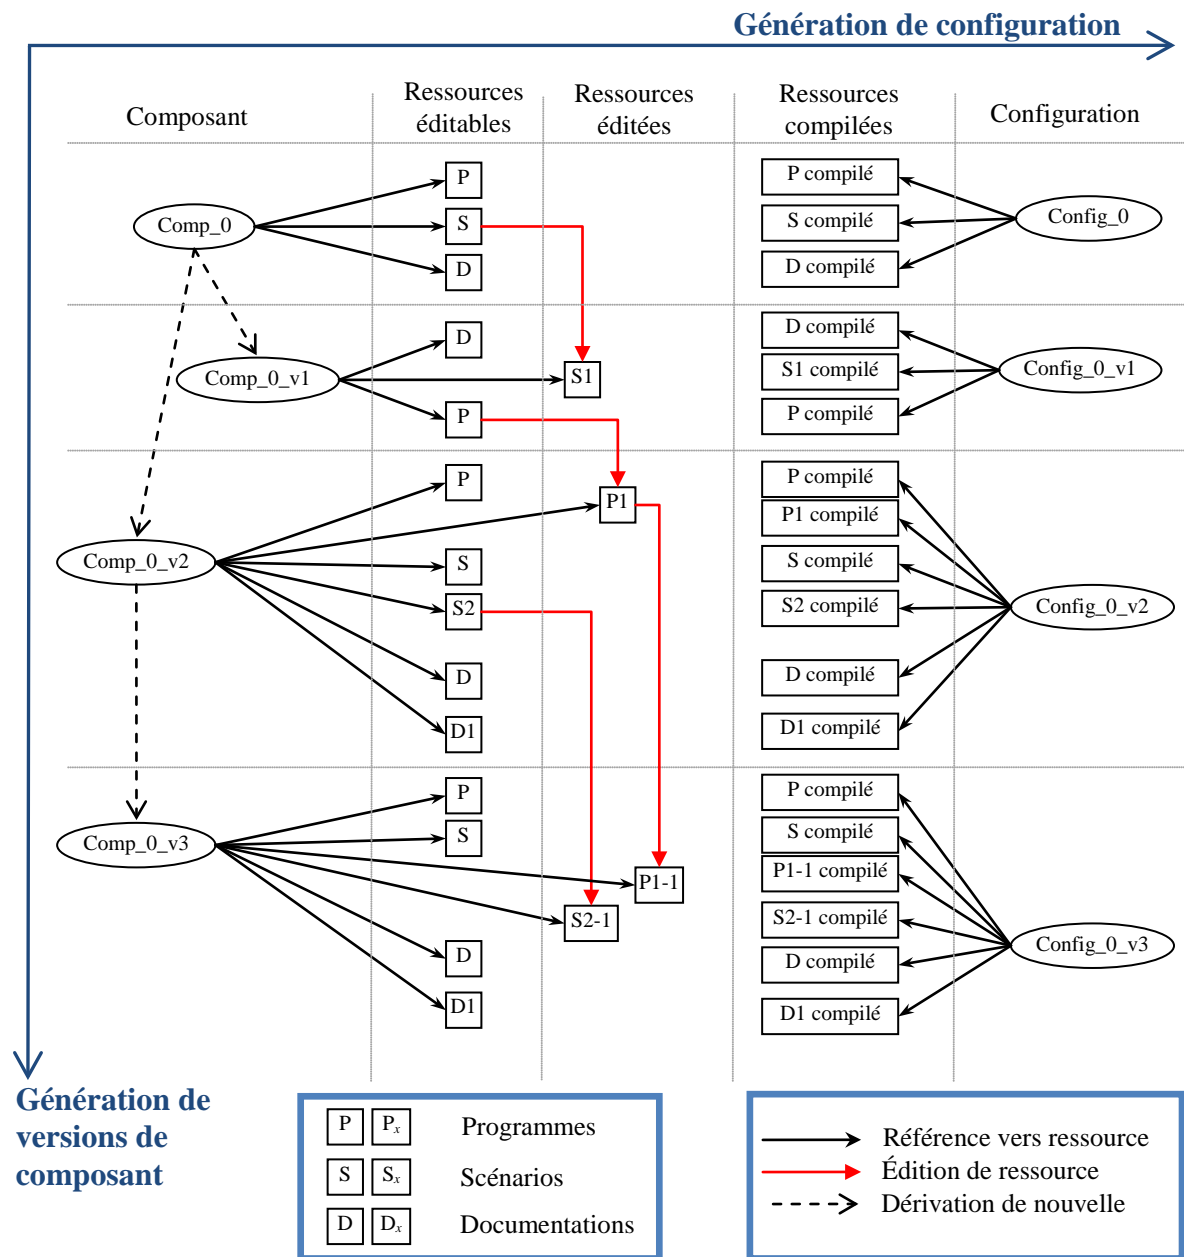 Génération de configuration
Composant
Ressources
éditables
Ressources
éditées
Ressources
compilées
Configuration
Comp_0
P
S
D
P compilé
S compilé
D compilé
Config_0
Comp_0_v1
D
S1
P
D compilé
S1 compilé
P compilé
Config_0_v1
Comp_0_v2
P
P1
S
S2
D
D1
P compilé
P1 compilé
S compilé
S2 compilé
D compilé
D1 compilé
Config_0_v2
Comp_0_v3
P
S
P1-1
S2-1
D
D1
P compilé
S compilé
P1-1 compilé
S2-1 compilé
D compilé
D1 compilé
Config_0_v3
Génération de
versions de
composant
P Px Programmes
S Sx Scénarios
D Dx Documentations
Référence vers ressource
Édition de ressource
Dérivation de nouvelle